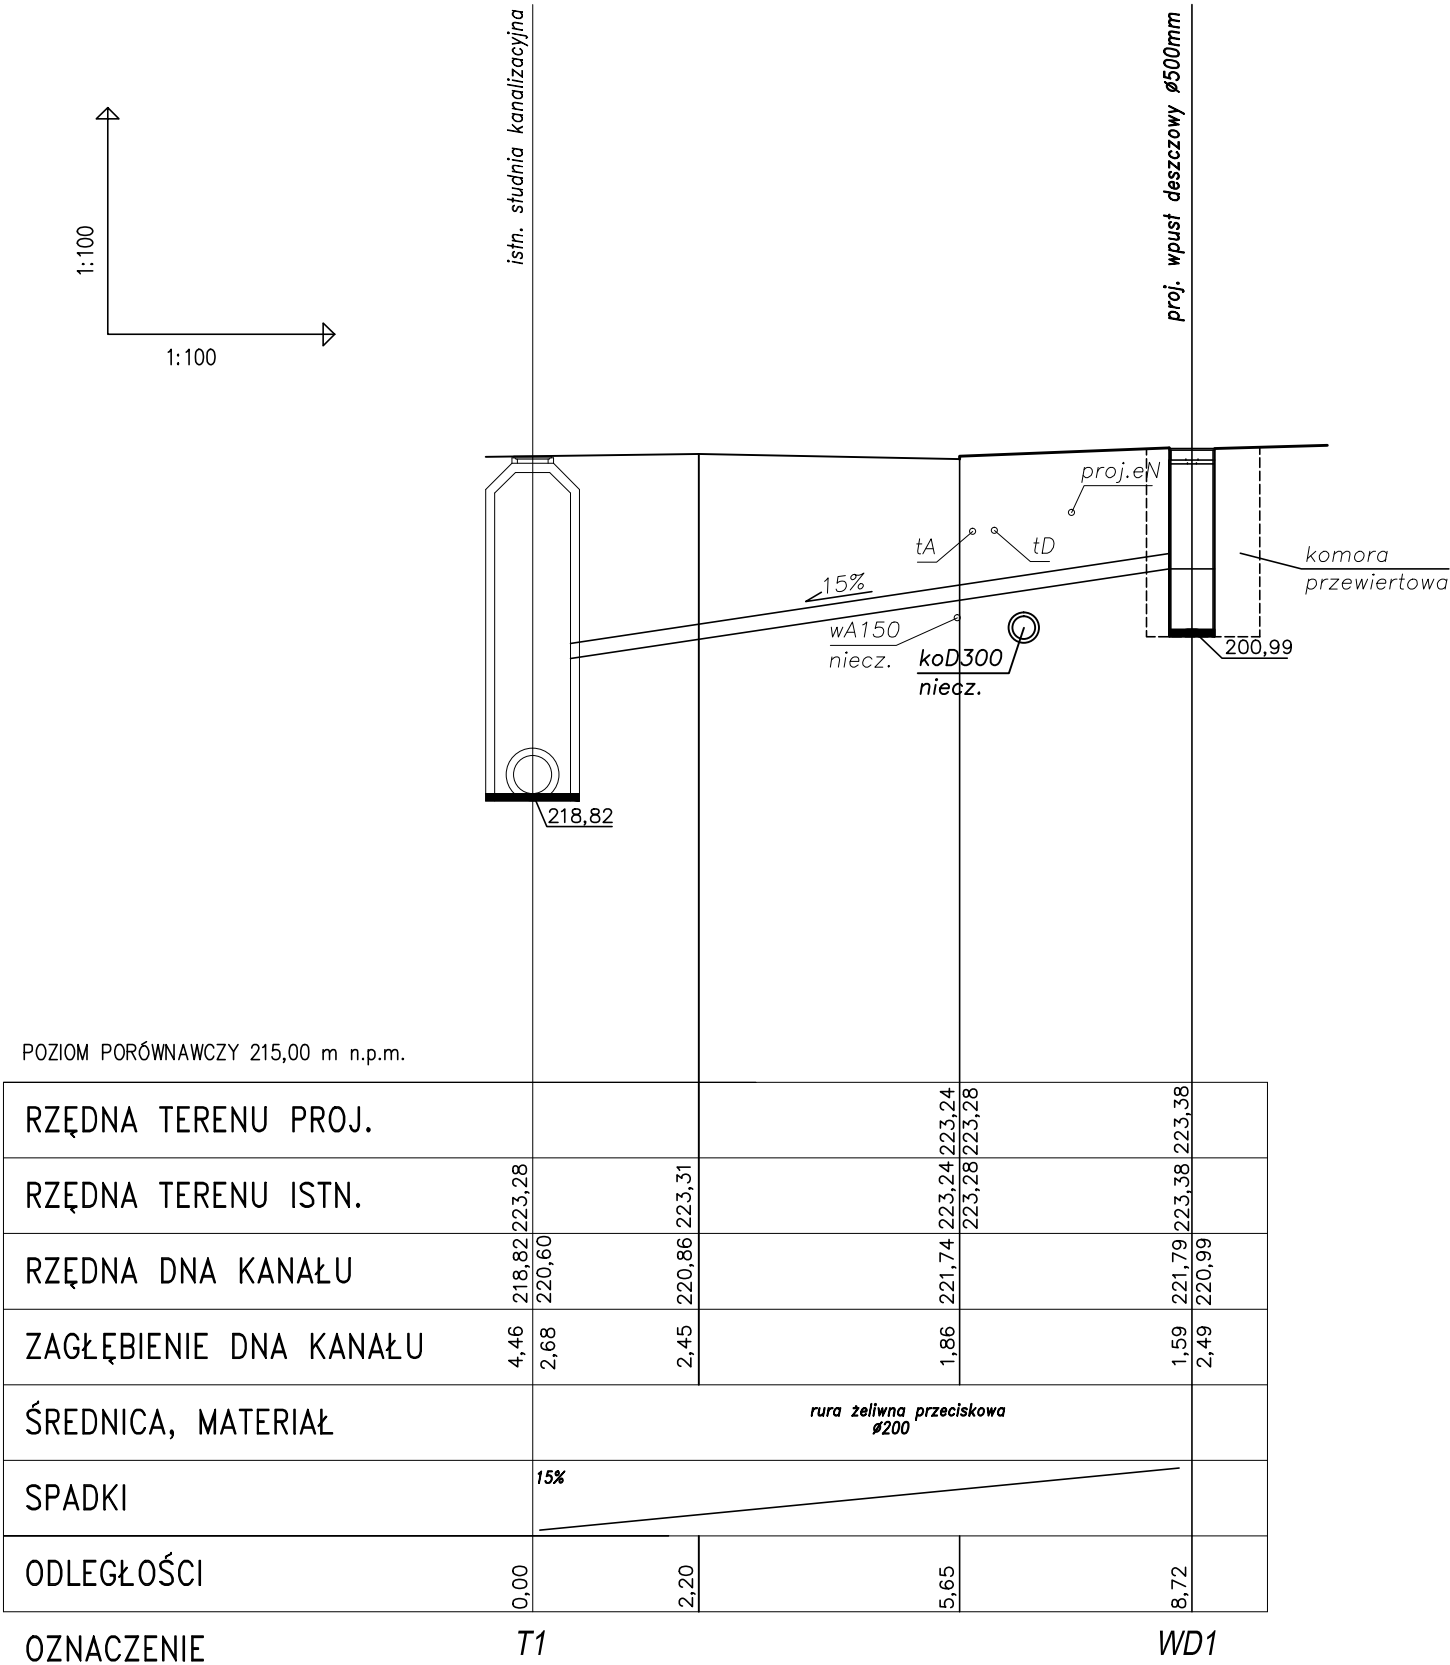 istn. studnia kanalizacyjna
proj. wpust deszczowy ø500mm
1:100
1:100
proj.eN
tA
tD
komora
przewiertowa
15%
wA150
niecz.
koD300
niecz.
200,99
218,82
POZIOM PORÓWNAWCZY 215,00 m n.p.m.
RZĘDNA TERENU PROJ.
223,24
223,28
223,38
RZĘDNA TERENU ISTN.
223,28
223,31
223,24
223,28
223,38
RZĘDNA DNA KANAŁU
218,82
220,60
220,86
221,74
221,79
220,99
ZAGŁĘBIENIE DNA KANAŁU
4,46
2,68
2,45
1,86
1,59
2,49
ŚREDNICA, MATERIAŁ
rura żeliwna przeciskowa
ø200
SPADKI
15%
ODLEGŁOŚCI
0,00
2,20
5,65
8,72
OZNACZENIE
T1
WD1